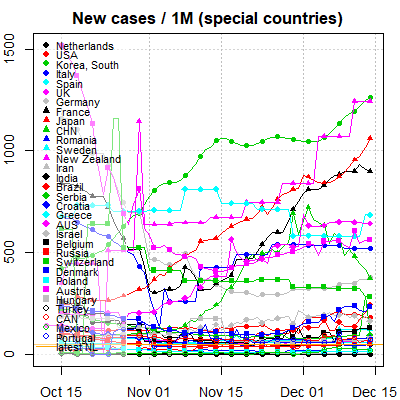 New cases / 1M (special countries)
1500
1000
500
0
Netherlands
USA
Korea, South
Italy
Spain
UK
Germany
France
Japan
CHN
Romania
Sweden
New Zealand
Iran
India
Brazil
Serbia
Croatia
Greece
AUS
Israel
Belgium
Russia
Switzerland
Denmark
Poland
Austria
Hungary
Turkey
CAN
Mexico
Portugal
latest NL
Oct 15
Nov 01
Nov 15
Dec 01
Dec 15